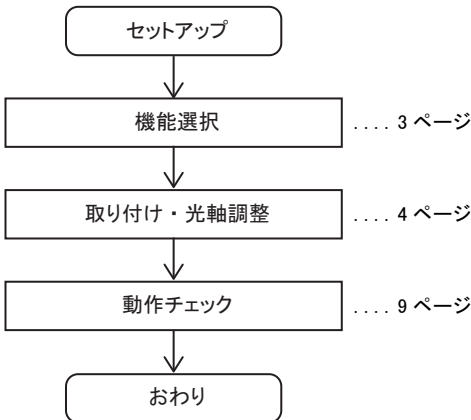 セットアップ
機能選択 .... 3 ページ
取り付け・光軸調整 .... 4 ページ
動作チェック .... 9 ページ
おわり